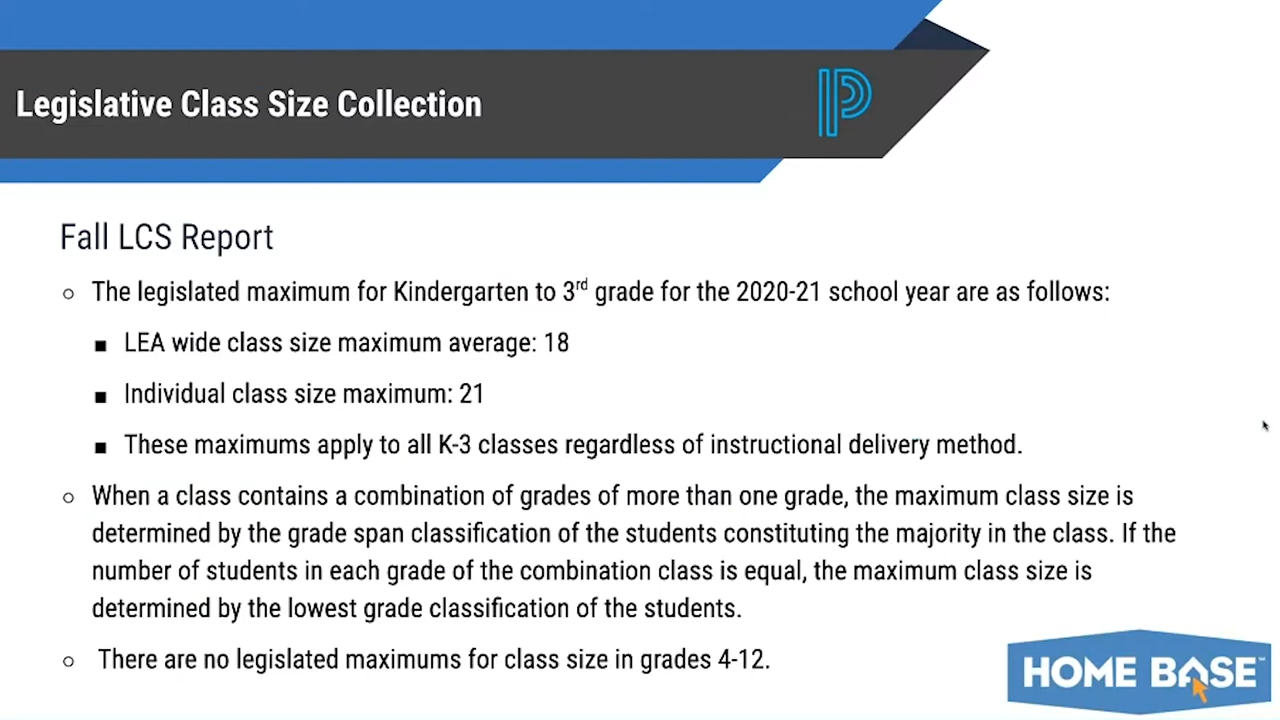 Legislative Class Size Collection
Fall LCS Report
○ The legislated maximum for Kindergarten to 3rd grade for the 2020-21 school year are as follows:
■ LEA wide class size maximum average: 18
■ Individual class size maximum: 21
■ These maximums apply to all K-3 classes regardless of instructional delivery method.
○ When a class contains a combination of grades of more than one grade, the maximum class size is
determined by the grade span classification of the students constituting the majority in the class. If the
number of students in each grade of the combination class is equal, the maximum class size is
determined by the lowest grade classification of the students.
○ There are no legislated maximums for class size in grades 4-12.
HOME BASE℠